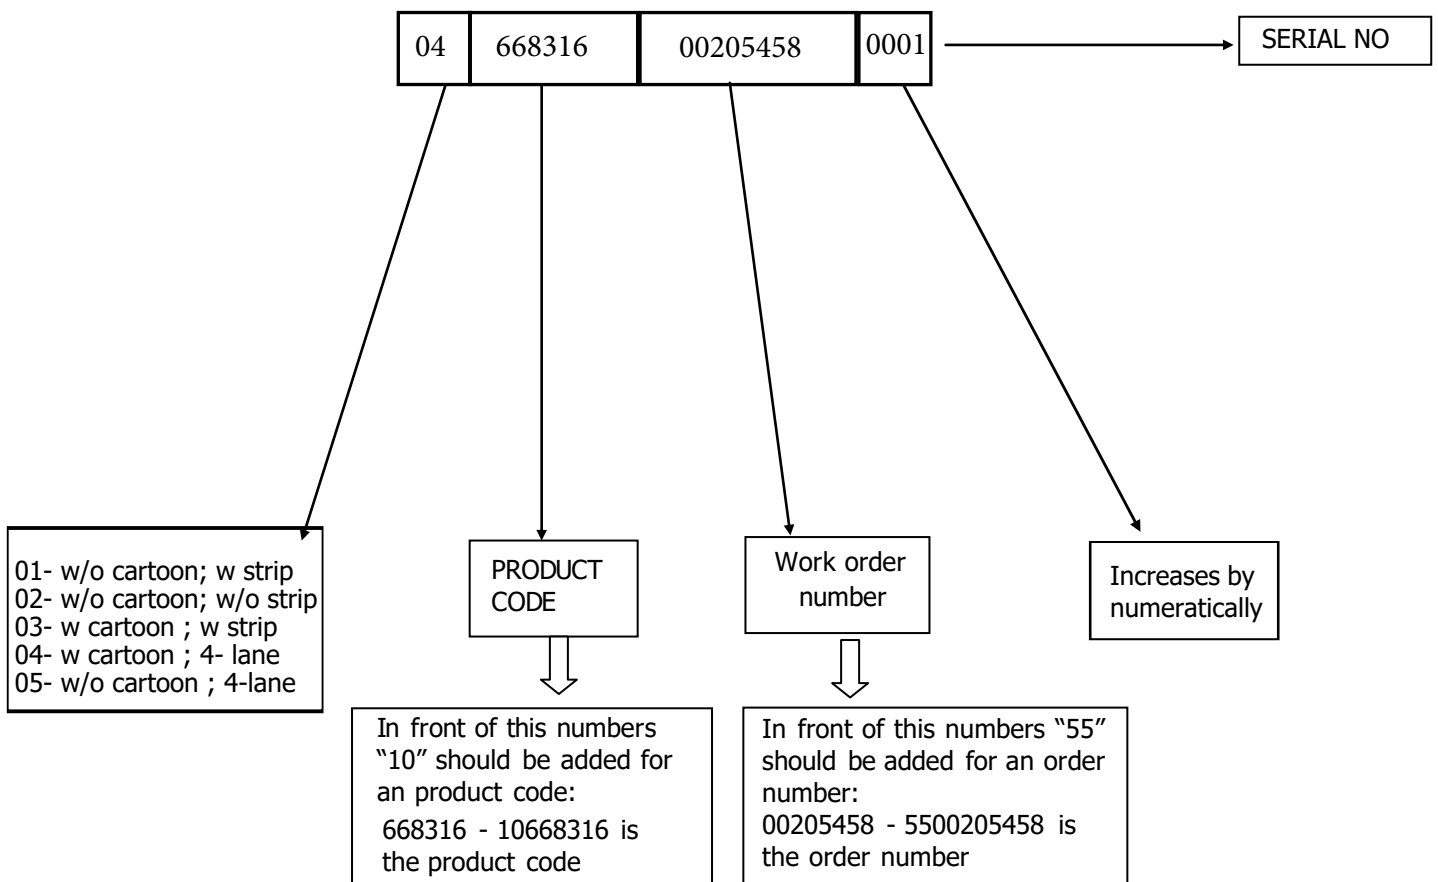 04 668316 00205458 0001 SERIAL NO
01- w/o cartoon; w strip
02- w/o cartoon; w/o strip
03- w cartoon ; w strip
04- w cartoon ; 4- lane
05- w/o cartoon ; 4-lane
PRODUCT
CODE
Work order
number
Increases by
numeratically
In front of this numbers
“10” should be added for
an product code:
668316 - 10668316 is
the product code
In front of this numbers “55”
should be added for an order
number:
00205458 - 5500205458 is
the order number